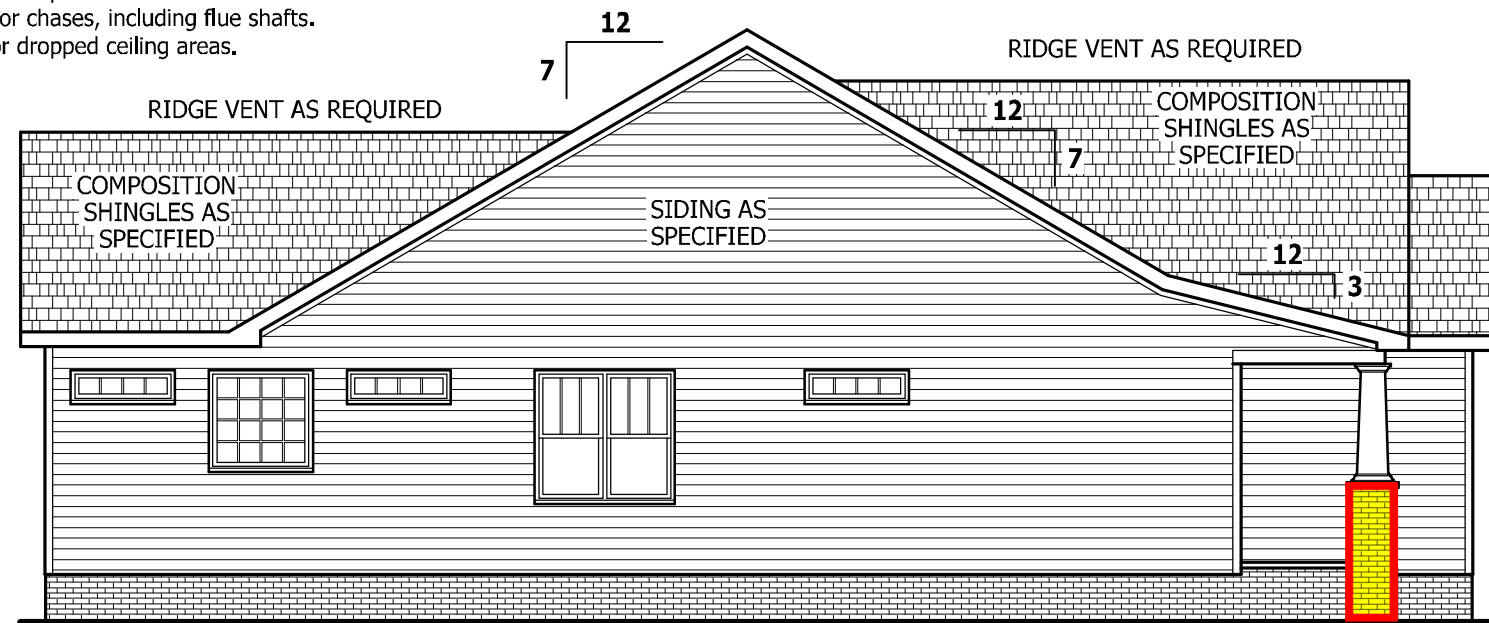 or chases, including flue shafts.
or dropped ceiling areas.
12
7
RIDGE VENT AS REQUIRED
RIDGE VENT AS REQUIRED
12
7
COMPOSITION
SHINGLES AS
SPECIFIED
COMPOSITION
SHINGLES AS
SPECIFIED
SIDING AS
SPECIFIED
12
3